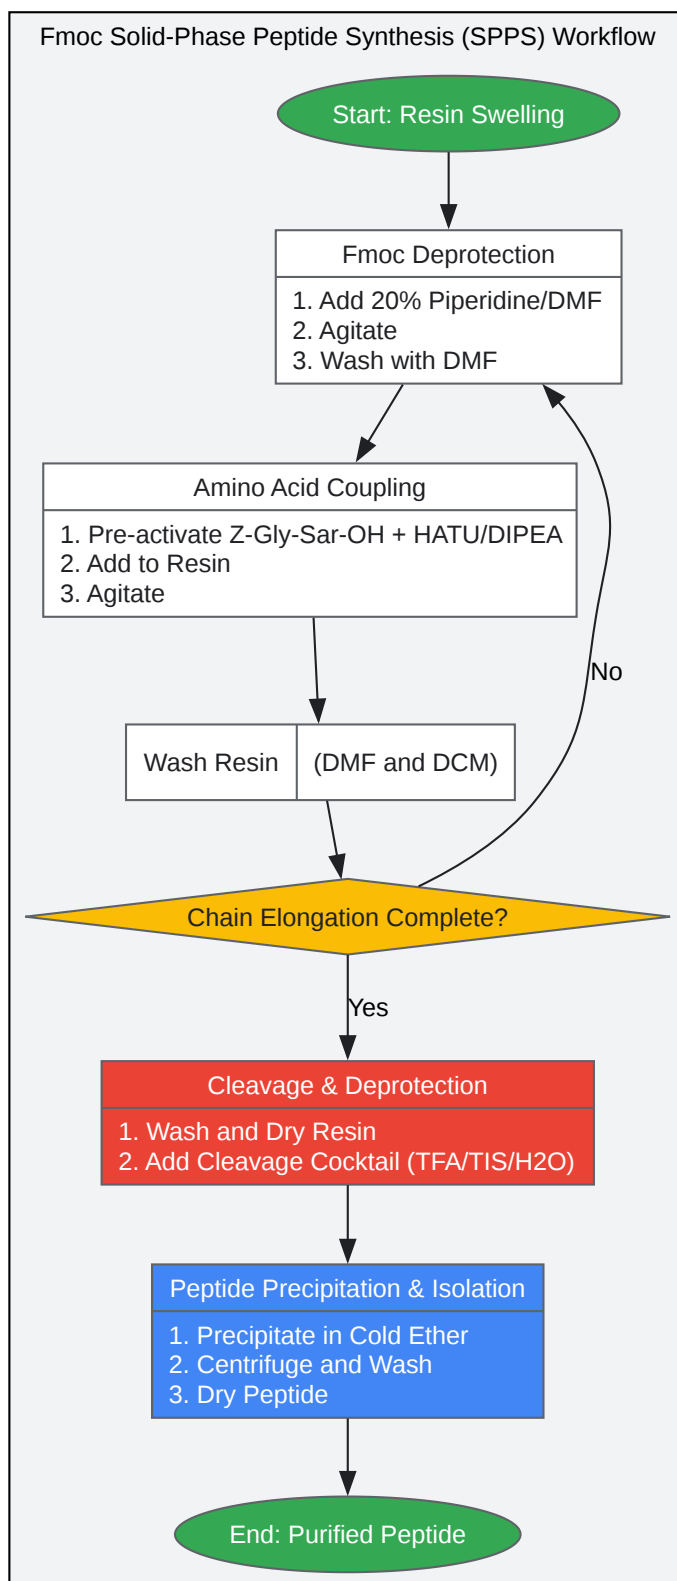 Fmoc Solid-Phase Peptide Synthesis (SPPS) Workflow
Start: Resin Swelling
Fmoc Deprotection
1. Add 20% Piperidine/DMF
2. Agitate
3. Wash with DMF
Amino Acid Coupling
1. Pre-activate Z-Gly-Sar-OH + HATU/DIPEA
2. Add to Resin
3. Agitate
No
Wash Resin
(DMF and DCM)
Chain Elongation Complete?
Yes
Cleavage & Deprotection
1. Wash and Dry Resin
2. Add Cleavage Cocktail (TFA/TIS/H2O)
Peptide Precipitation & Isolation
1. Precipitate in Cold Ether
2. Centrifuge and Wash
3. Dry Peptide
End: Purified Peptide